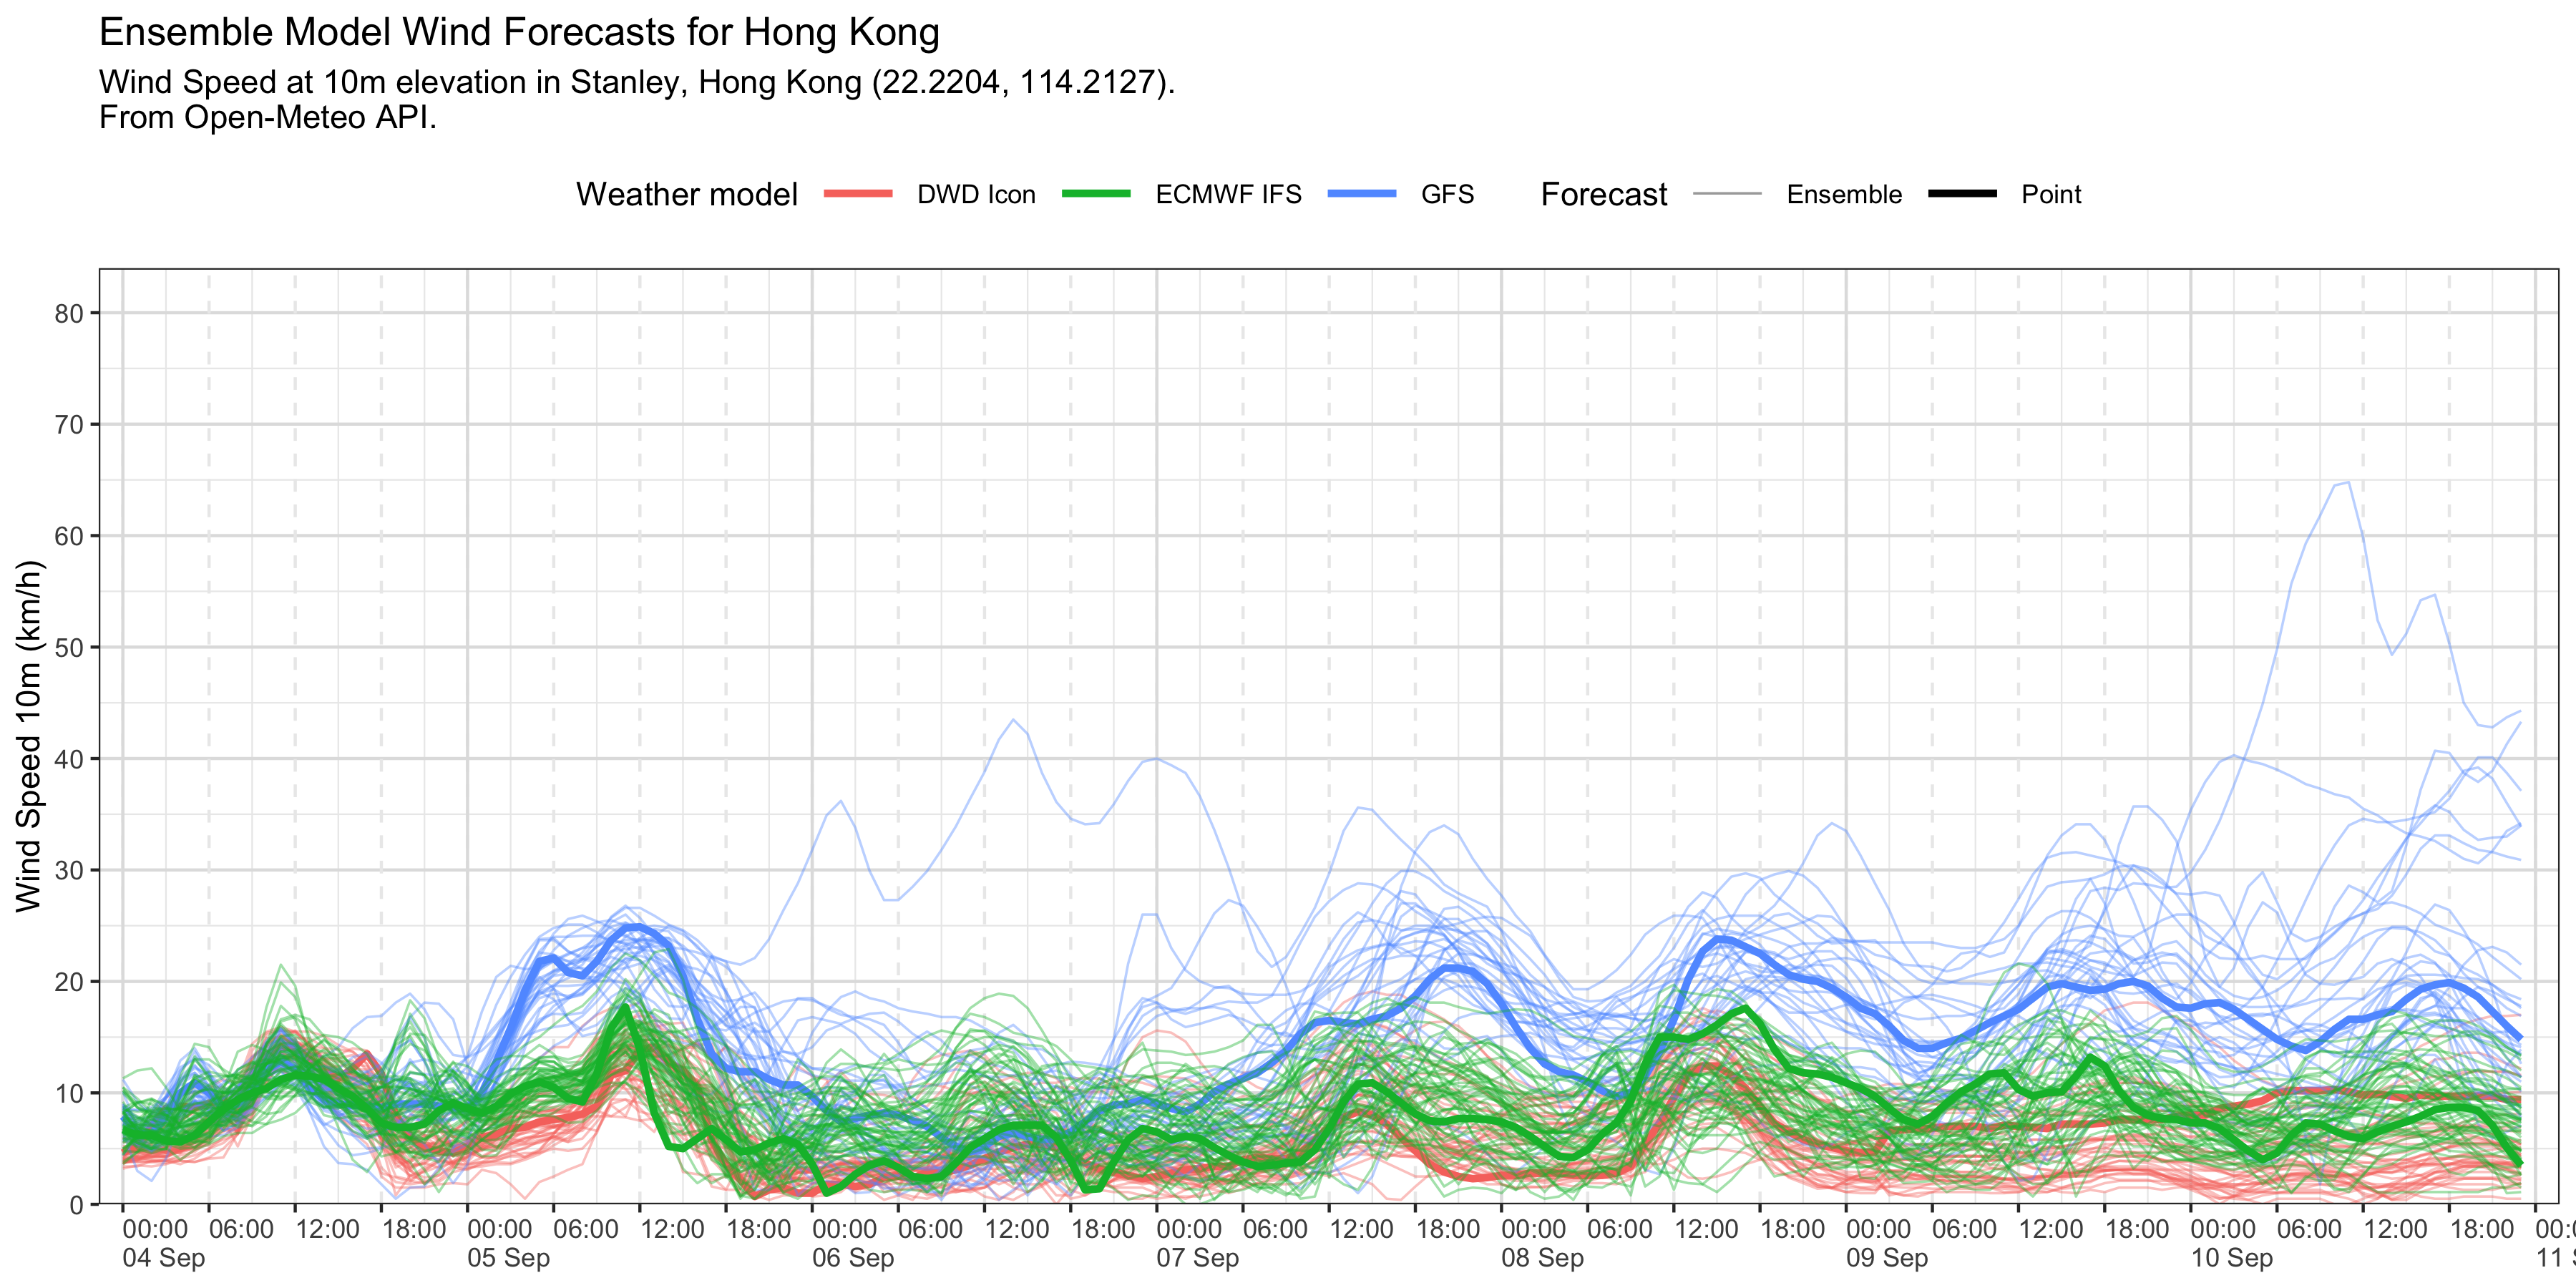 Ensemble Model Wind Forecasts for Hong Kong
Wind Speed at 10m elevation in Stanley, Hong Kong (22.2204, 114.2127).
From Open-Meteo API.
Weather model DWD Icon ECMWF IFS GFS Forecast Ensemble Point
Wind Speed 10m (km/h)
80
70
60
50
40
30
20
10
0
00:00 06:00 12:00 18:00 00:00 06:00 12:00 18:00 00:00 06:00 12:00 18:00 00:00 06:00 12:00 18:00 00:00 06:00 12:00 18:00 00:00 06:00 12:00 18:00 00:00 06:00 12:00 18:00 00:
04 Sep 05 Sep 06 Sep 07 Sep 08 Sep 09 Sep 10 Sep 11